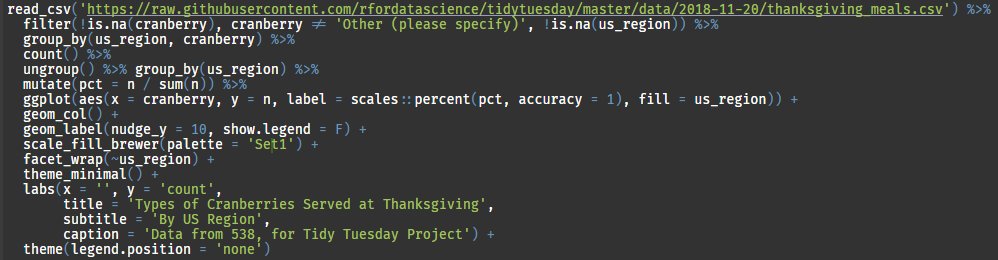 read_csv('https://raw.githubusercontent.com/rfordatascience/tidytuesday/master/data/2018-11-20/thanksgiving_meals.csv') %>%
  filter(!is.na(cranberry), cranberry != 'Other (please specify)', !is.na(us_region)) %>%
  group_by(us_region, cranberry) %>%
  count() %>%
  ungroup() %>% group_by(us_region) %>%
  mutate(pct = n / sum(n)) %>%
  ggplot(aes(x = cranberry, y = n, label = scales::percent(pct, accuracy = 1), fill = us_region)) +
  geom_col() +
  geom_label(nudge_y = 10, show.legend = F) +
  scale_fill_brewer(palette = 'Set1') +
  facet_wrap(~us_region) +
  theme_minimal() +
  labs(x = '', y = 'count',
       title = 'Types of Cranberries Served at Thanksgiving',
       subtitle = 'By US Region',
       caption = 'Data from 538, for Tidy Tuesday Project') +
  theme(legend.position = 'none')